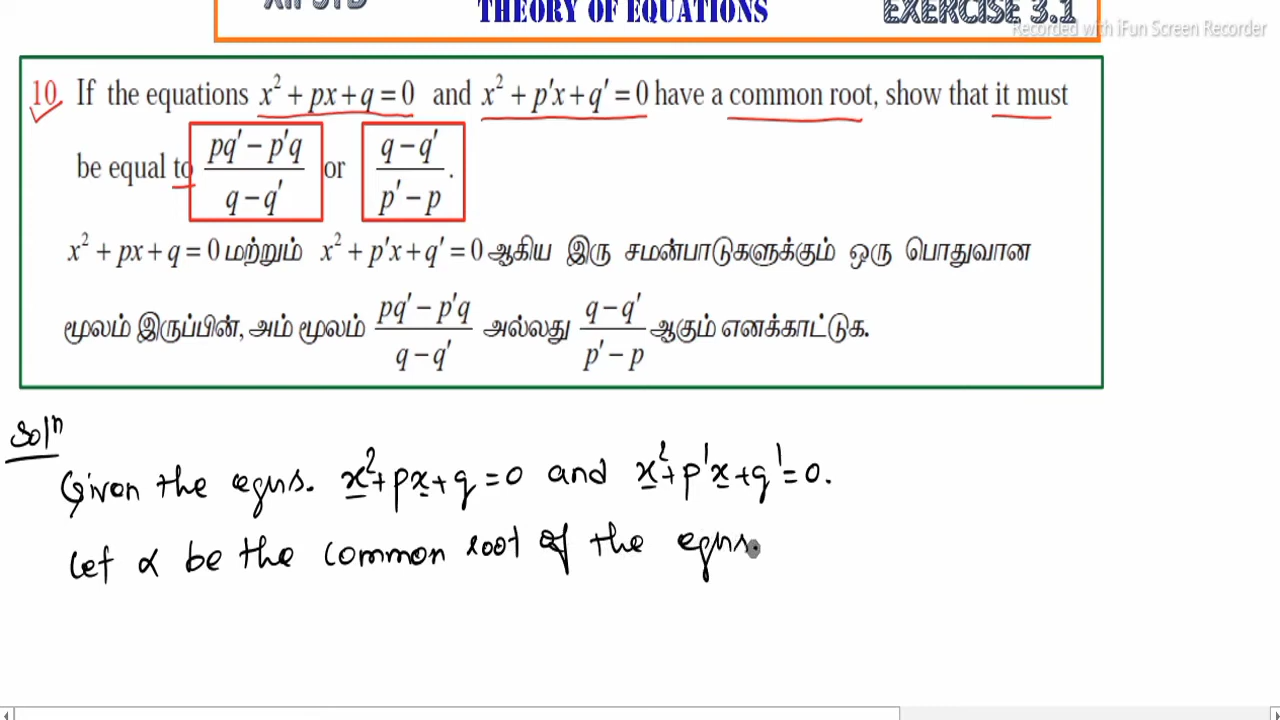 XII STD THEORY OF EQUATIONS EXERCISE 3.1
Recorded with iFun Screen Recorder
10. If the equations x² + px + q = 0 and x² + p'x + q' = 0 have a common root, show that it must
be equal to (pq' − p'q)/(q − q') or (q − q')/(p' − p).
x² + px + q = 0 மற்றும் x² + p'x + q' = 0 ஆகிய இரு சமன்பாடுகளுக்கும் ஒரு பொதுவான
மூலம் இருப்பின், அம் மூலம் (pq' − p'q)/(q − q') அல்லது (q − q')/(p' − p) ஆகும் எனக்காட்டுக.
Solⁿ
Given the eqns. x² + px + q = 0 and x² + p'x + q' = 0.
Let α be the common root of the eqns.